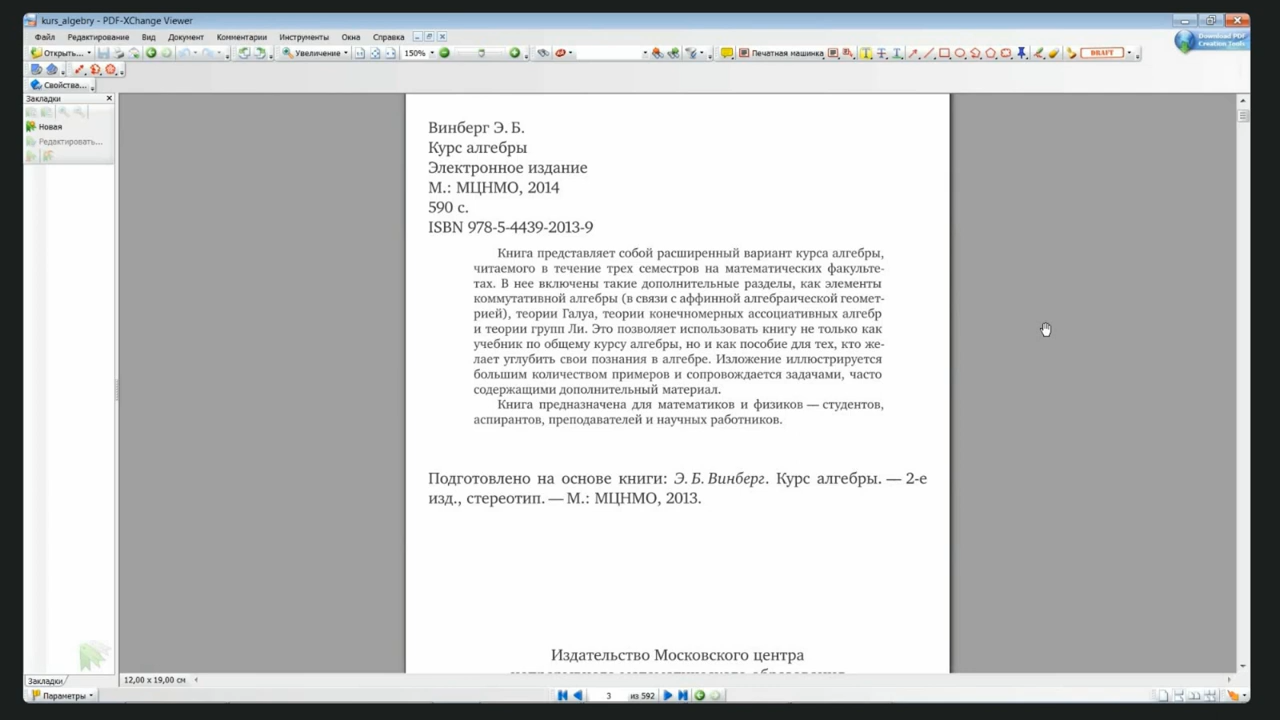 kurs_algebry - PDF-XChange Viewer
Файл Редактирование Вид Документ Комментарии Инструменты Окна Справка
Открыть... Увеличение 150% Печатная машинка DRAFT
Download PDF
Creation Tools
Свойства...
Закладки
Новая
Редактировать...
Винберг Э. Б.
Курс алгебры
Электронное издание
М.: МЦНМО, 2014
590 с.
ISBN 978-5-4439-2013-9
Книга представляет собой расширенный вариант курса алгебры,
читаемого в течение трех семестров на математических факульте-
тах. В нее включены такие дополнительные разделы, как элементы
коммутативной алгебры (в связи с аффинной алгебраической геомет-
рией), теории Галуа, теории конечномерных ассоциативных алгебр
и теории групп Ли. Это позволяет использовать книгу не только как
учебник по общему курсу алгебры, но и как пособие для тех, кто же-
лает углубить свои познания в алгебре. Изложение иллюстрируется
большим количеством примеров и сопровождается задачами, часто
содержащими дополнительный материал.
Книга предназначена для математиков и физиков — студентов,
аспирантов, преподавателей и научных работников.
Подготовлено на основе книги: Э. Б. Винберг. Курс алгебры. — 2-е
изд., стереотип. — М.: МЦНМО, 2013.
Издательство Московского центра
непрерывного математического образования
Закладки
12,00 x 19,00 см
Параметры
3 из 592